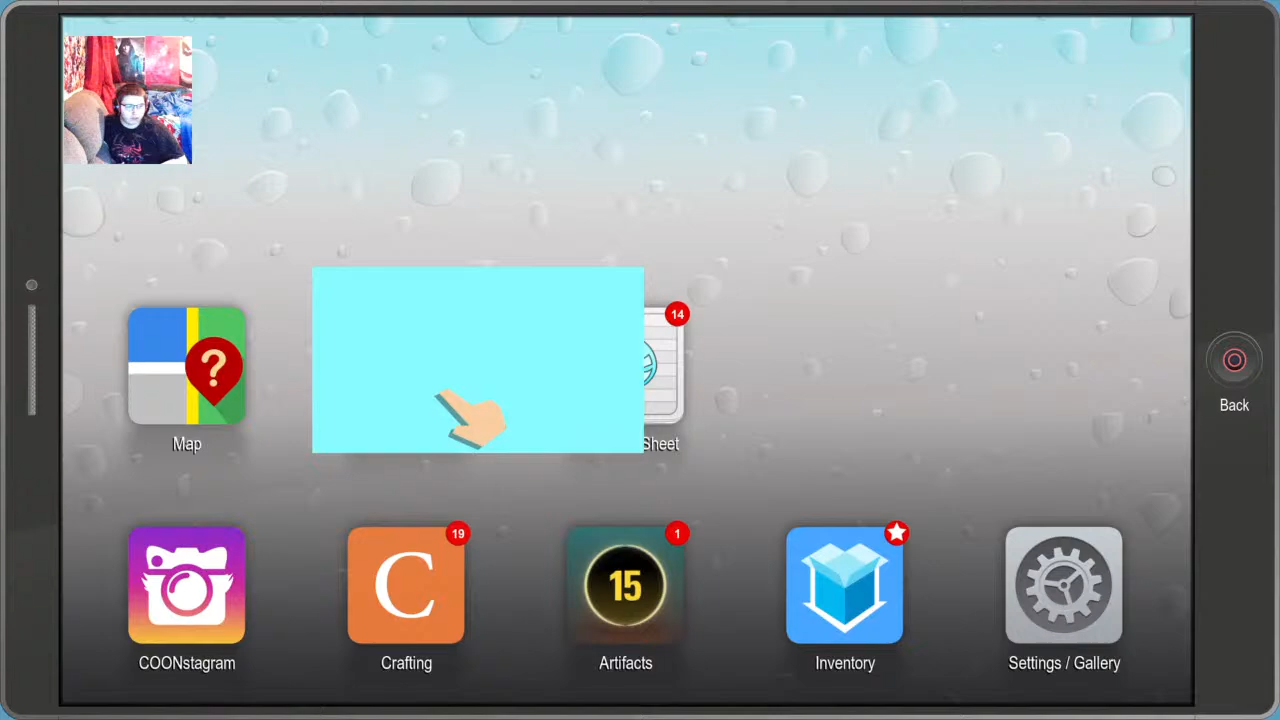 ?
14
Map
Sheet
Back
19
1
C
15
COONstagram
Crafting
Artifacts
Inventory
Settings / Gallery